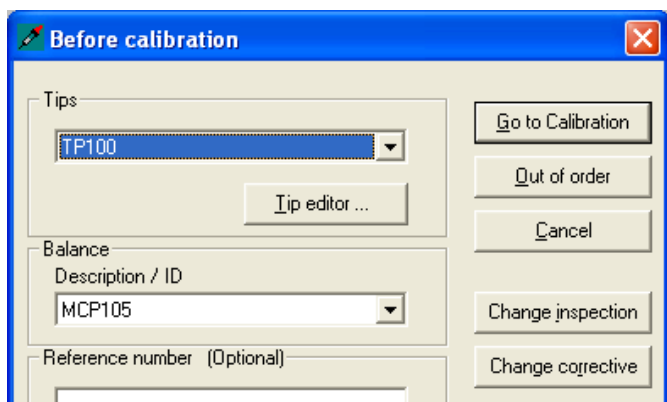 Before calibration
Tips
TP100
Tip editor ...
Balance
Description / ID
MCP105
Reference number (Optional)
Go to Calibration
Out of order
Cancel
Change inspection
Change corrective